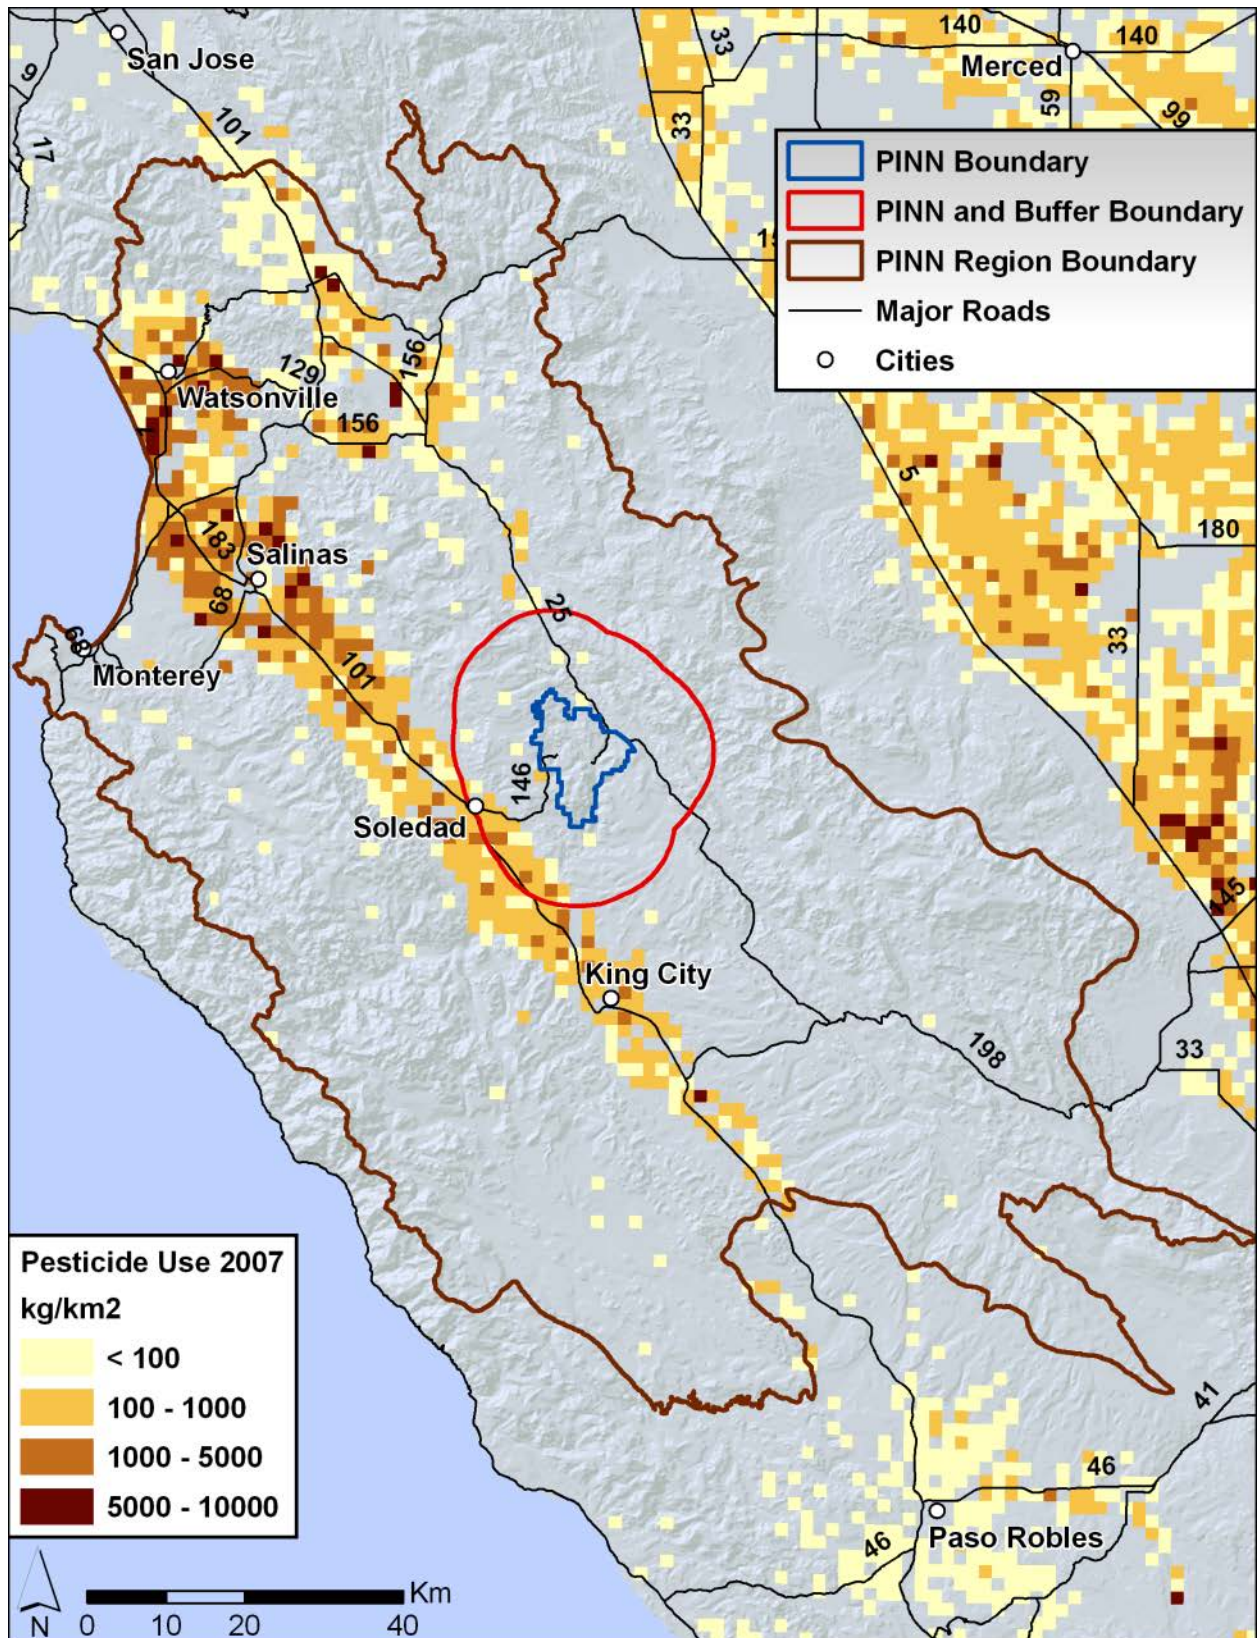 San Jose
9
17
101
33
140
140
Merced
59
99
33
PINN Boundary
PINN and Buffer Boundary
PINN Region Boundary
Major Roads
Cities
129
156
Watsonville
156
1
5
183
Salinas
68
180
25
33
68
Monterey
101
146
Soledad
145
King City
198
33
Pesticide Use 2007
kg/km2
< 100
100 - 1000
1000 - 5000
5000 - 10000
41
46
46
Paso Robles
N
0 10 20 40 Km